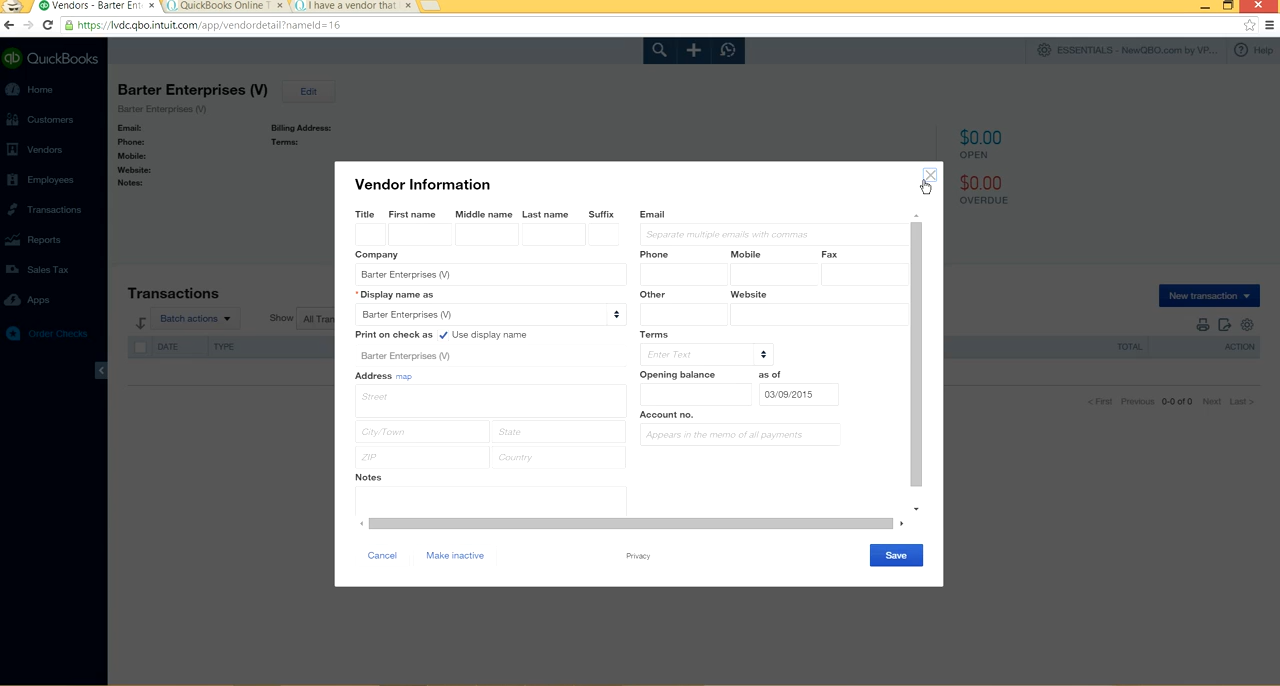 Vendors - Barter Ent
QuickBooks Online T
I have a vendor that
https://lvdc.qbo.intuit.com/app/vendordetail?nameId=16
qb QuickBooks
ESSENTIALS - NewQBO.com by VP...
Help
Home
Customers
Vendors
Employees
Transactions
Reports
Sales Tax
Apps
Order Checks
Barter Enterprises (V)
Edit
Barter Enterprises (V)
Email:
Billing Address:
Phone:
Terms:
Mobile:
Website:
Notes:
$0.00
OPEN
$0.00
OVERDUE
Transactions
New transaction
Batch actions
Show
All Tran
DATE
TYPE
TOTAL
ACTION
< First Previous 0-0 of 0 Next Last >
Vendor Information
Title First name Middle name Last name Suffix
Company
Barter Enterprises (V)
* Display name as
Barter Enterprises (V)
Print on check as Use display name
Barter Enterprises (V)
Address map
Street
City/Town State
ZIP Country
Notes
Email
Separate multiple emails with commas
Phone Mobile Fax
Other Website
Terms
Enter Text
Opening balance as of
03/09/2015
Account no.
Appears in the memo of all payments
Cancel
Make inactive
Privacy
Save